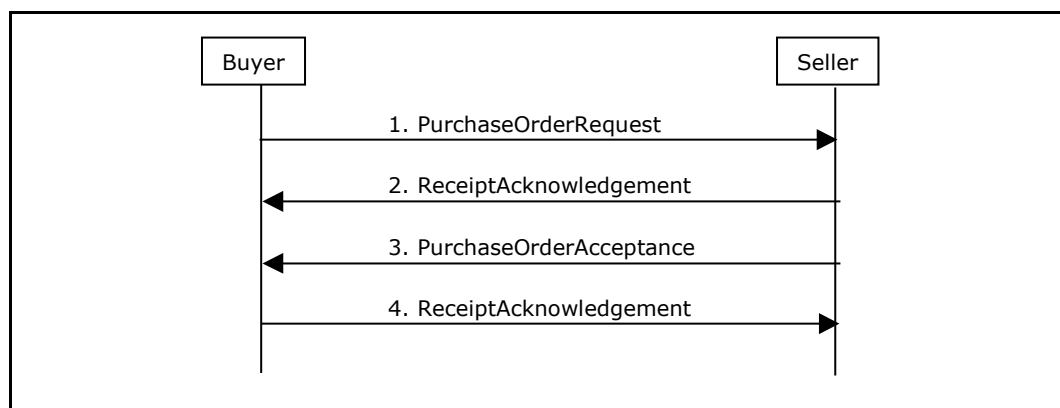 Buyer
Seller
1. PurchaseOrderRequest
2. ReceiptAcknowledgement
3. PurchaseOrderAcceptance
4. ReceiptAcknowledgement